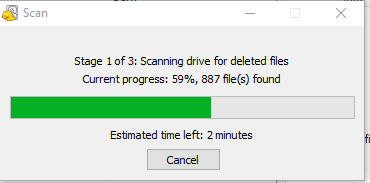 Scan
Stage 1 of 3: Scanning drive for deleted files
Current progress: 59%, 887 file(s) found
Estimated time left: 2 minutes
Cancel